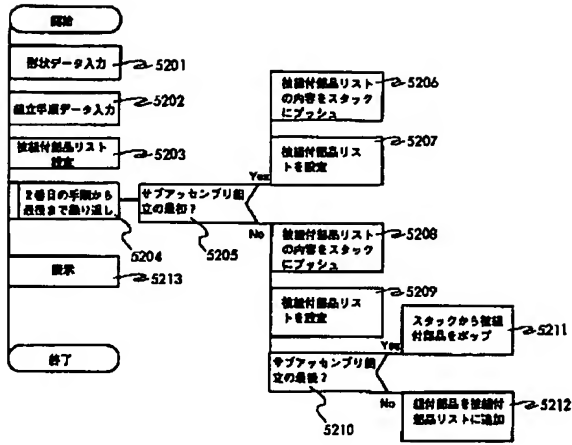 開始
形状データ入力
5201
組立手順データ入力
5202
被組付部品リスト
設定
5203
2番目の手順から
最後まで繰り返し
5204
サブアッセンブリ組
立の最初?
5205
Yes
被組付部品リスト
の内容をスタック
にプッシュ
5206
被組付部品リス
トを設定
5207
No
被組付部品リスト
の内容をスタック
にプッシュ
5208
被組付部品リス
トを設定
5209
サブアッセンブリ組
立の最後?
5210
Yes
スタックから被組
付部品をポップ
5211
No
組付部品を被組付
部品リストに追加
5212
表示
5213
終了